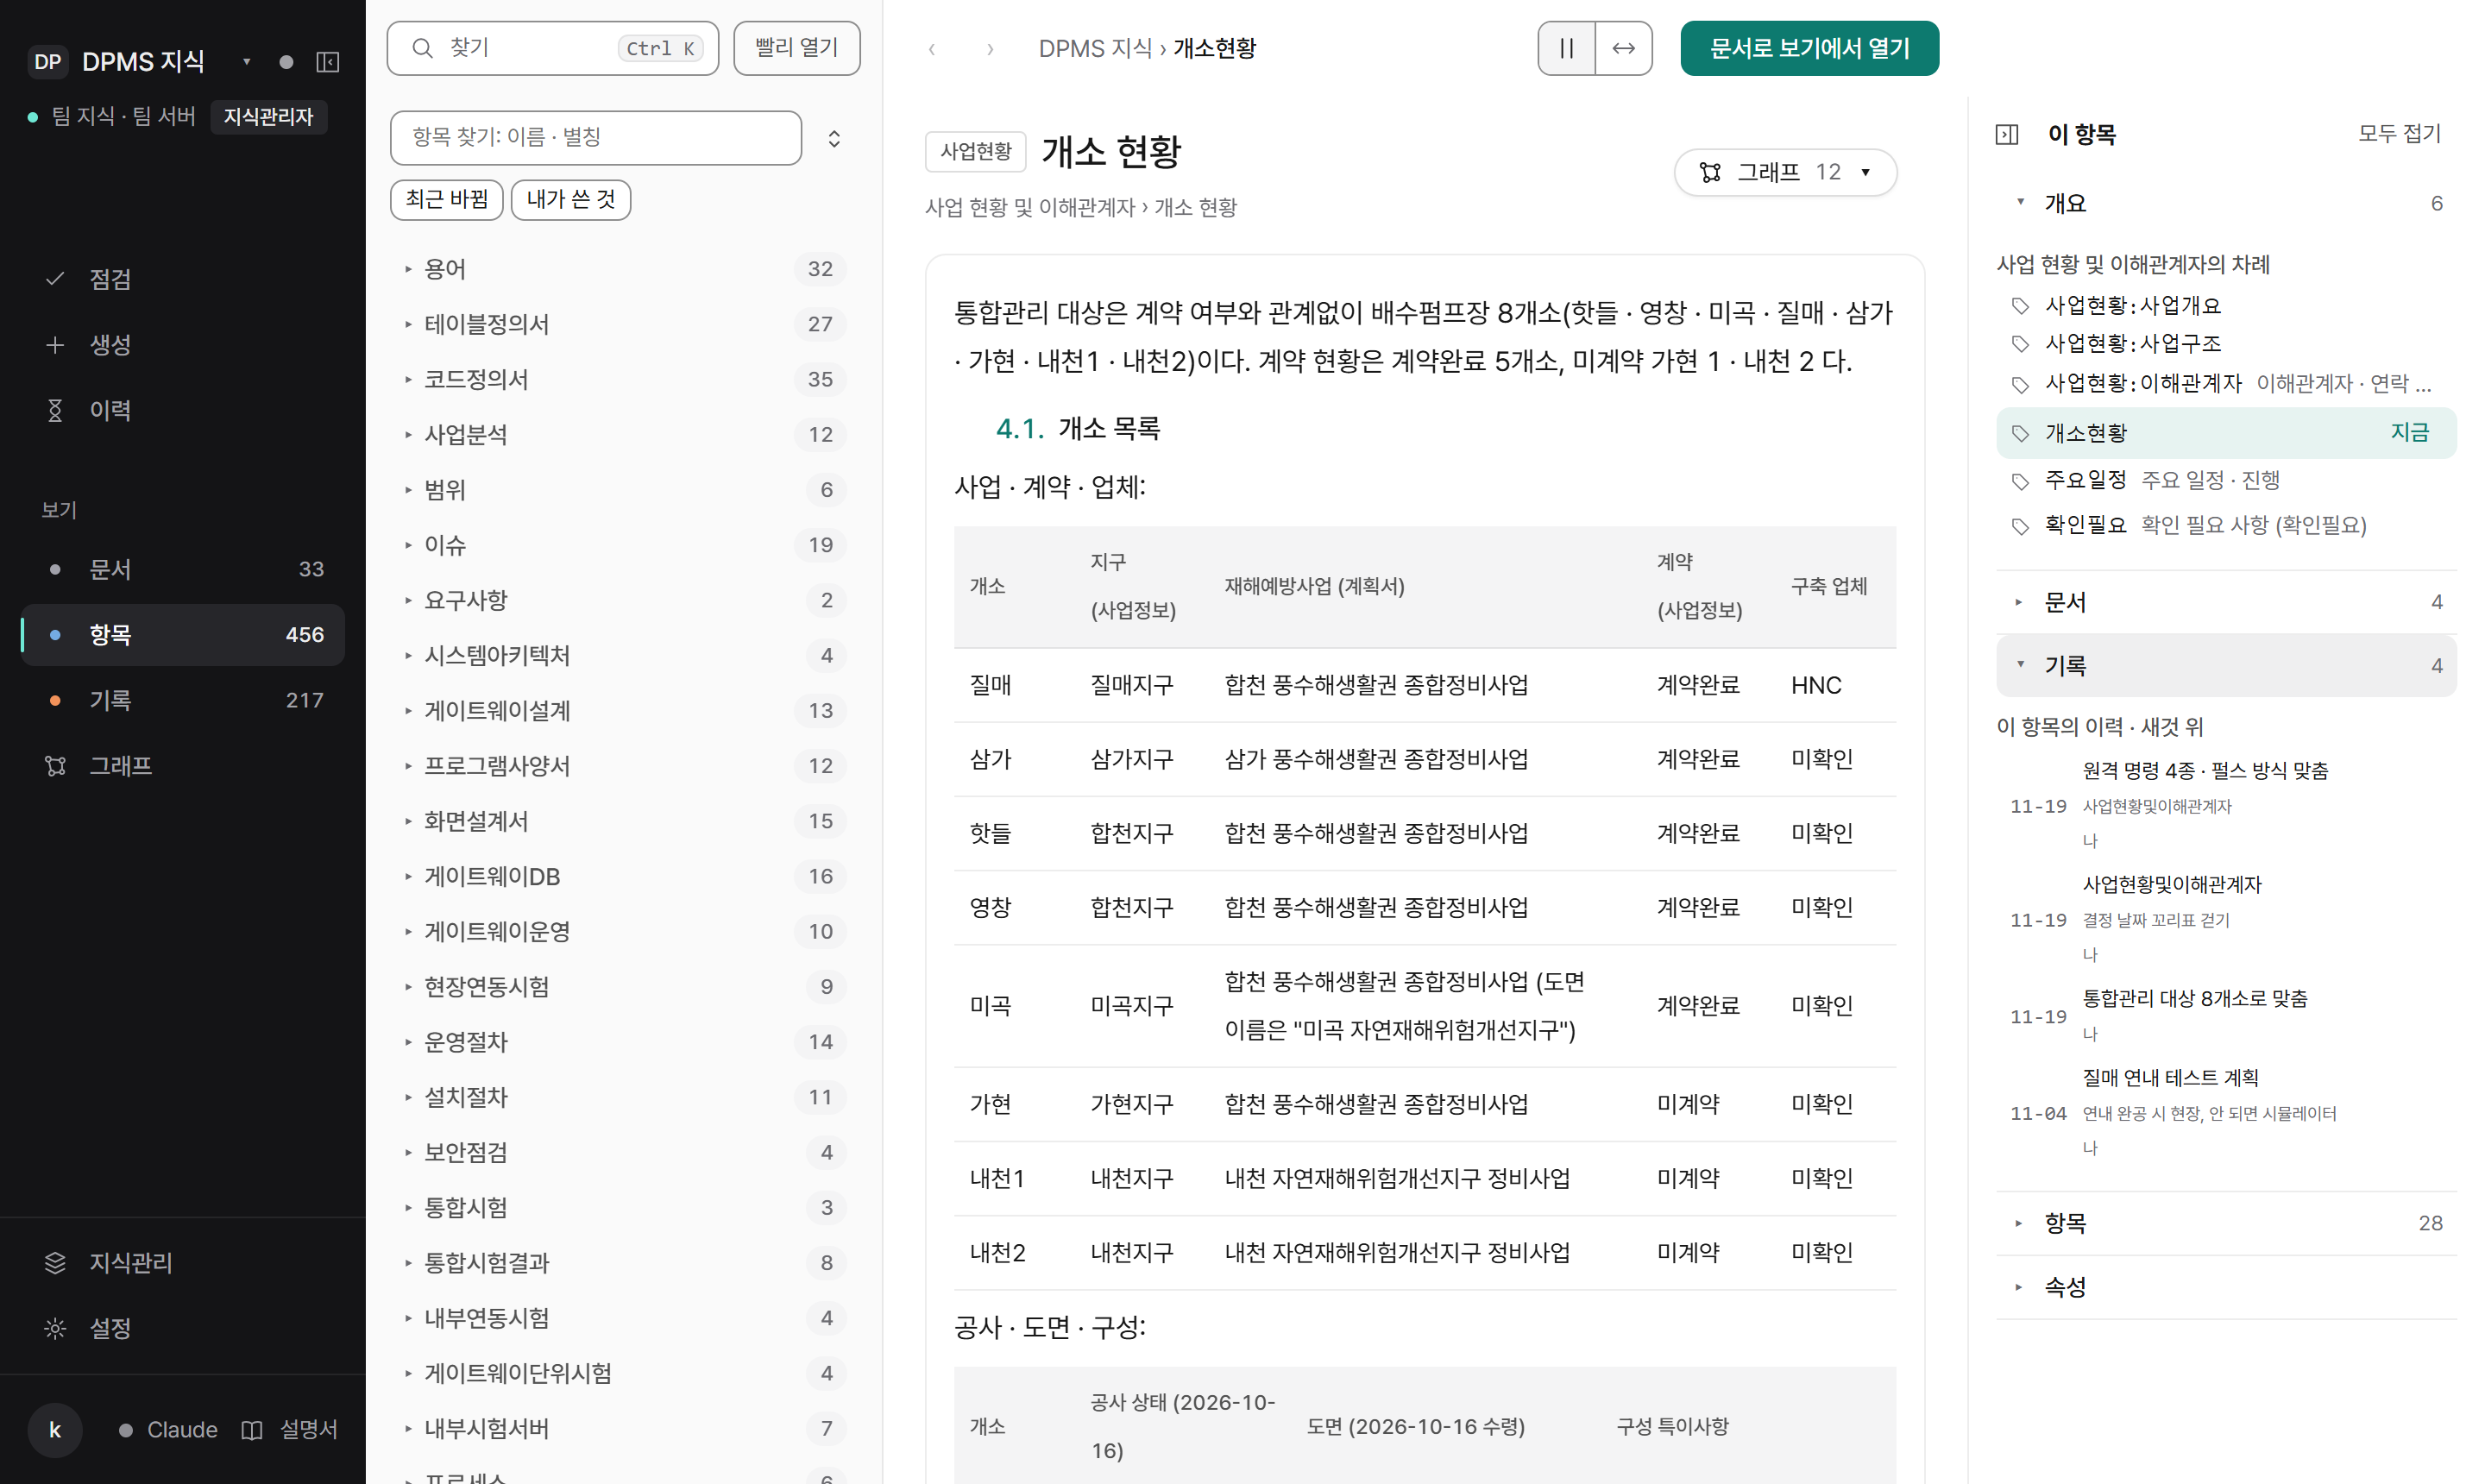 DP DPMS 지식
팀 지식 · 팀 서버 지식관리자
점검
생성
이력
보기
문서 33
항목 456
기록 217
그래프
지식관리
설정
k Claude 설명서
찾기 Ctrl K 빨리 열기
항목 찾기: 이름 · 별칭
최근 바뀜 내가 쓴 것
용어 32
테이블정의서 27
코드정의서 35
사업분석 12
범위 6
이슈 19
요구사항 2
시스템아키텍처 4
게이트웨이설계 13
프로그램사양서 12
화면설계서 15
게이트웨이DB 16
게이트웨이운영 10
현장연동시험 9
운영절차 14
설치절차 11
보안점검 4
통합시험 3
통합시험결과 8
내부연동시험 4
게이트웨이단위시험 4
내부시험서버 7
프로세스 6
‹ › DPMS 지식 › 개소현황
문서로 보기에서 열기
사업현황 개소 현황
사업 현황 및 이해관계자 › 개소 현황
그래프 12
통합관리 대상은 계약 여부와 관계없이 배수펌프장 8개소(핫들 · 영창 · 미곡 · 질매 · 삼가
· 가현 · 내천1 · 내천2)이다. 계약 현황은 계약완료 5개소, 미계약 가현 1 · 내천 2 다.
4.1. 개소 목록
사업 · 계약 · 업체:
개소 지구 (사업정보) 재해예방사업 (계획서) 계약 (사업정보) 구축 업체
질매 질매지구 합천 풍수해생활권 종합정비사업 계약완료 HNC
삼가 삼가지구 삼가 풍수해생활권 종합정비사업 계약완료 미확인
핫들 합천지구 합천 풍수해생활권 종합정비사업 계약완료 미확인
영창 합천지구 합천 풍수해생활권 종합정비사업 계약완료 미확인
미곡 미곡지구 합천 풍수해생활권 종합정비사업 (도면
이름은 "미곡 자연재해위험개선지구") 계약완료 미확인
가현 가현지구 합천 풍수해생활권 종합정비사업 미계약 미확인
내천1 내천지구 내천 자연재해위험개선지구 정비사업 미계약 미확인
내천2 내천지구 내천 자연재해위험개선지구 정비사업 미계약 미확인
공사 · 도면 · 구성:
개소 공사 상태 (2026-10-
16) 도면 (2026-10-16 수령) 구성 특이사항
이 항목 모두 접기
개요 6
사업 현황 및 이해관계자의 차례
사업현황:사업개요
사업현황:사업구조
사업현황:이해관계자 이해관계자 · 연락 ...
개소현황 지금
주요일정 주요 일정 · 진행
확인필요 확인 필요 사항 (확인필요)
문서 4
기록 4
이 항목의 이력 · 새것 위
원격 명령 4종 · 펄스 방식 맞춤
11-19 사업현황및이해관계자
나
사업현황및이해관계자
11-19 결정 날짜 꼬리표 걷기
나
통합관리 대상 8개소로 맞춤
11-19
나
질매 연내 테스트 계획
11-04 연내 완공 시 현장, 안 되면 시뮬레이터
나
항목 28
속성